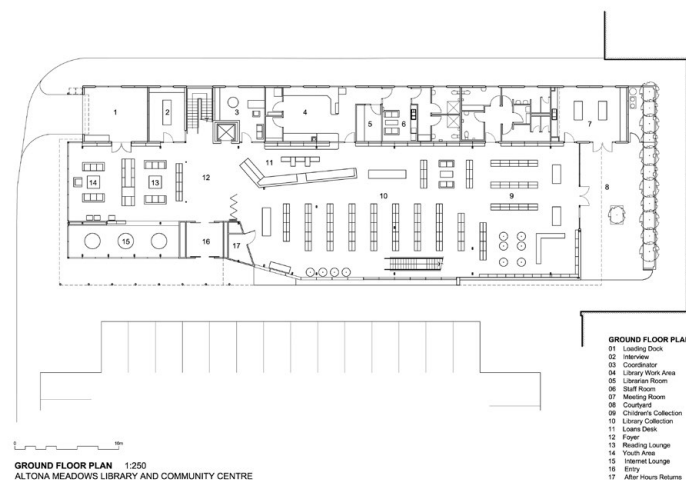 1
2
3
4
5
6
7
8
9
10
11
12
13
14
15
16
17
0
10m
GROUND FLOOR PLAN 1:250
ALTONA MEADOWS LIBRARY AND COMMUNITY CENTRE
GROUND FLOOR PLAN
01 Loading Dock
02 Interview
03 Coordinator
04 Library Work Area
05 Librarian Room
06 Staff Room
07 Meeting Room
08 Courtyard
09 Children's Collection
10 Library Collection
11 Loans Desk
12 Foyer
13 Reading Lounge
14 Youth Area
15 Internet Lounge
16 Entry
17 After Hours Returns